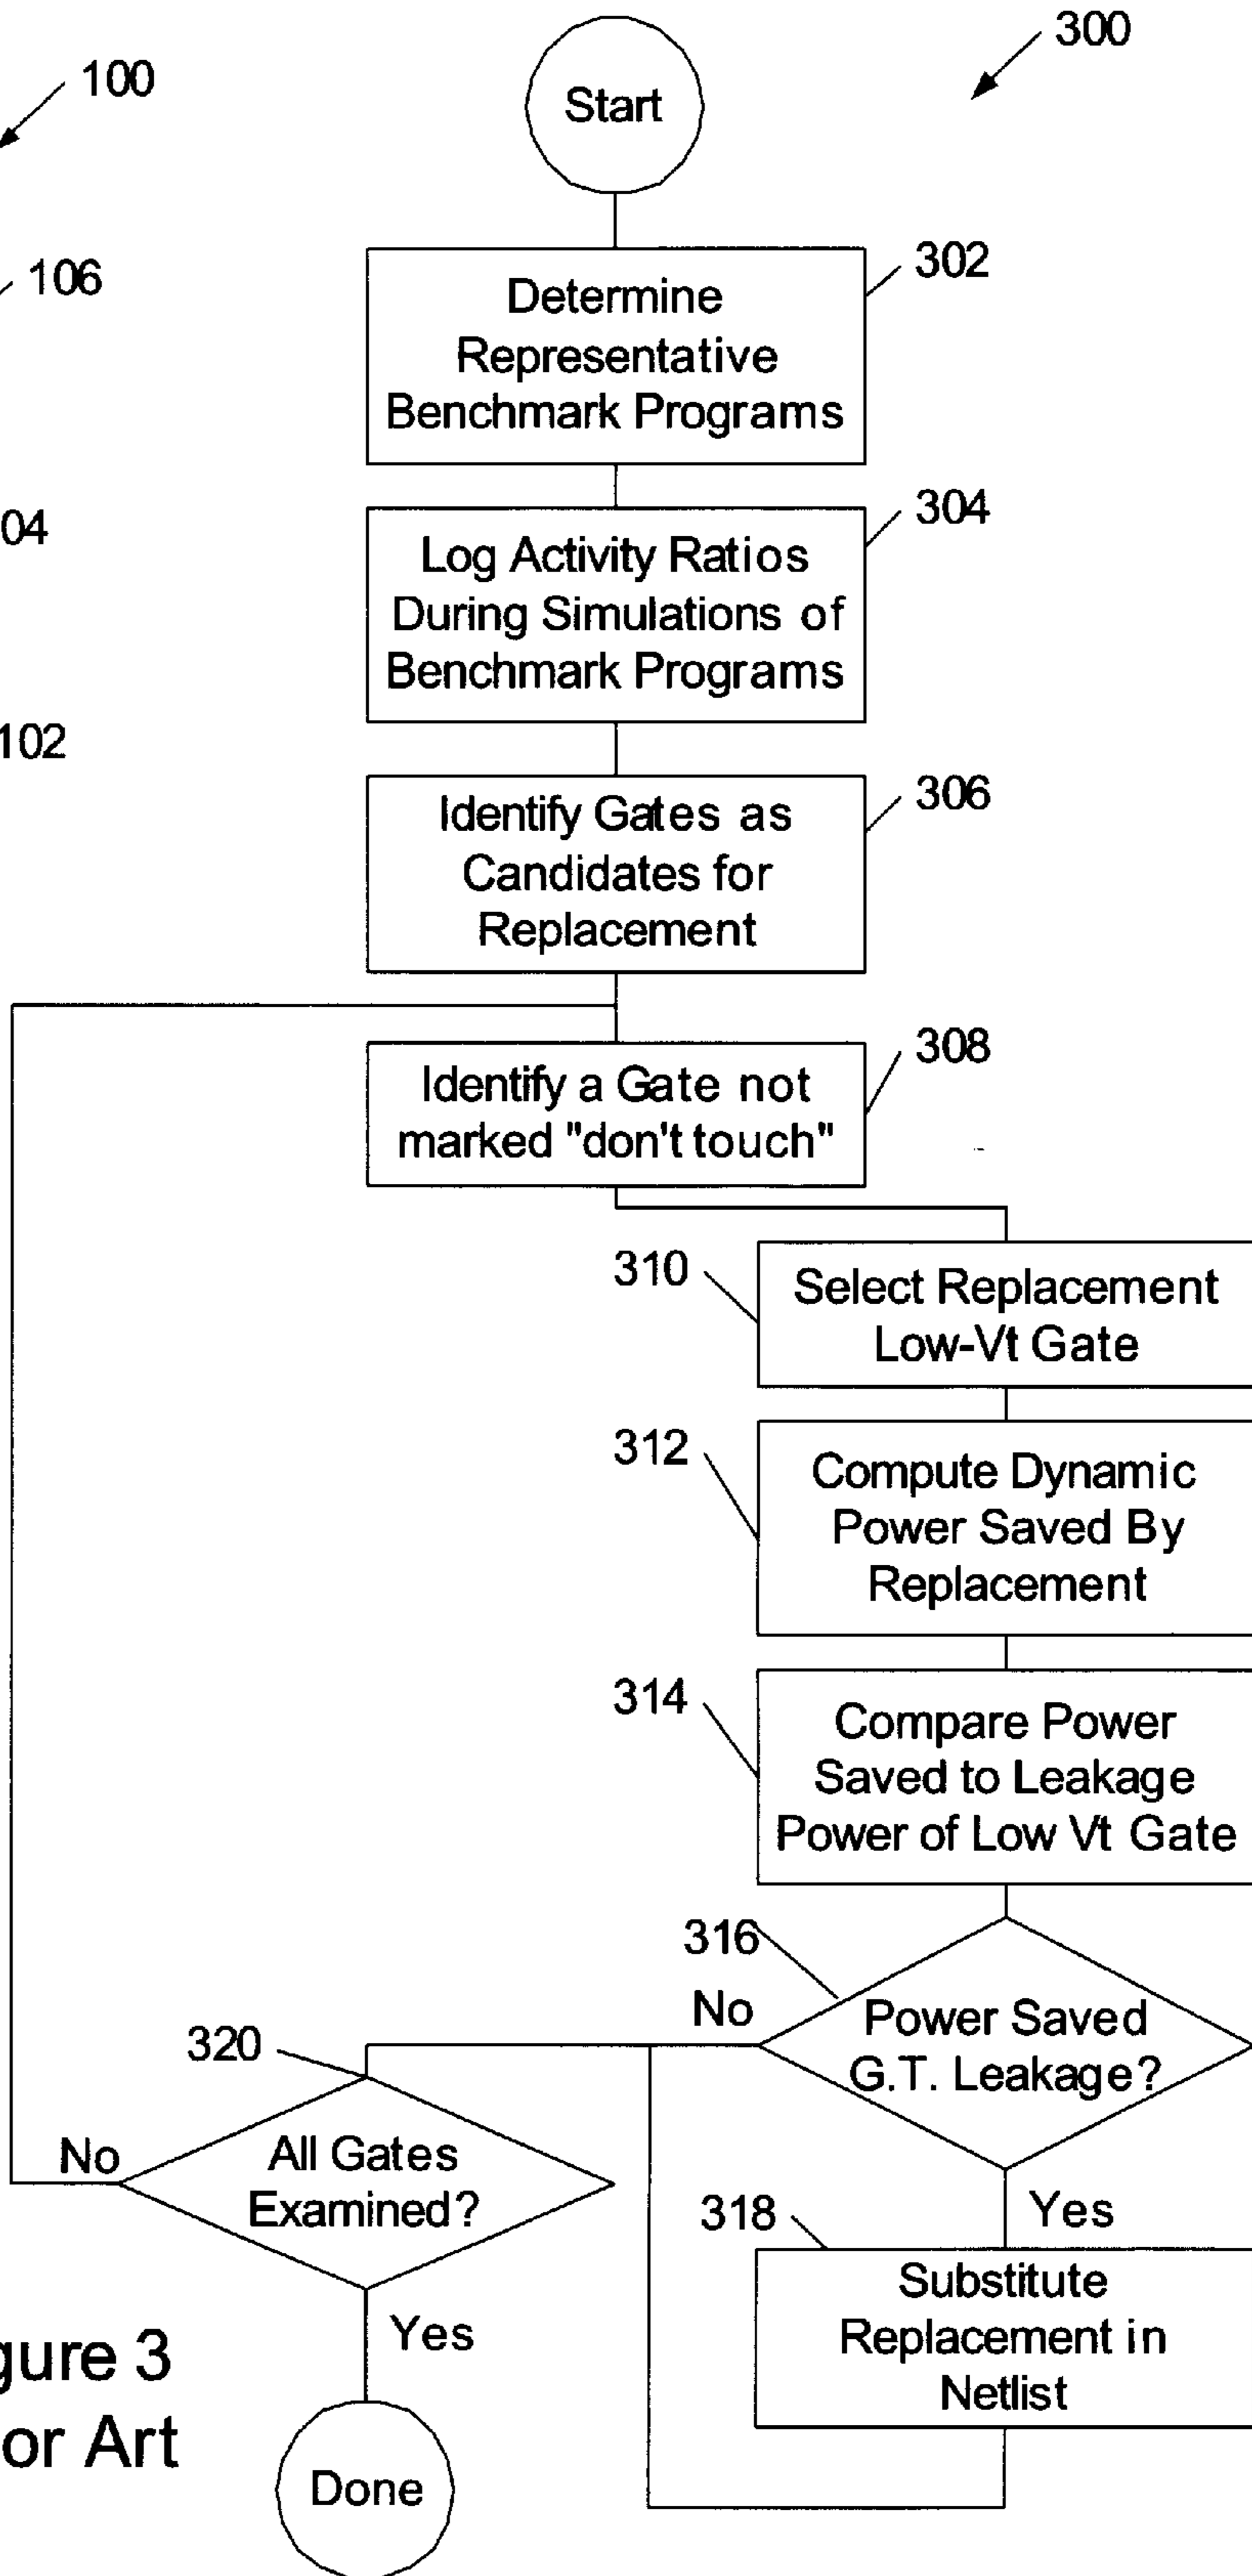 300
100
Start
302
106
Determine
Representative
Benchmark Programs
304
04
Log Activity Ratios
During Simulations of
Benchmark Programs
102
306
Identify Gates as
Candidates for
Replacement
308
Identify a Gate not
marked "don't touch"
310
Select Replacement
Low-Vt Gate
312
Compute Dynamic
Power Saved By
Replacement
314
Compare Power
Saved to Leakage
Power of Low Vt Gate
316
No
Power Saved
G.T. Leakage?
320
No
All Gates
Examined?
Yes
318
Substitute
Replacement in
Netlist
Yes
gure 3
or Art
Done